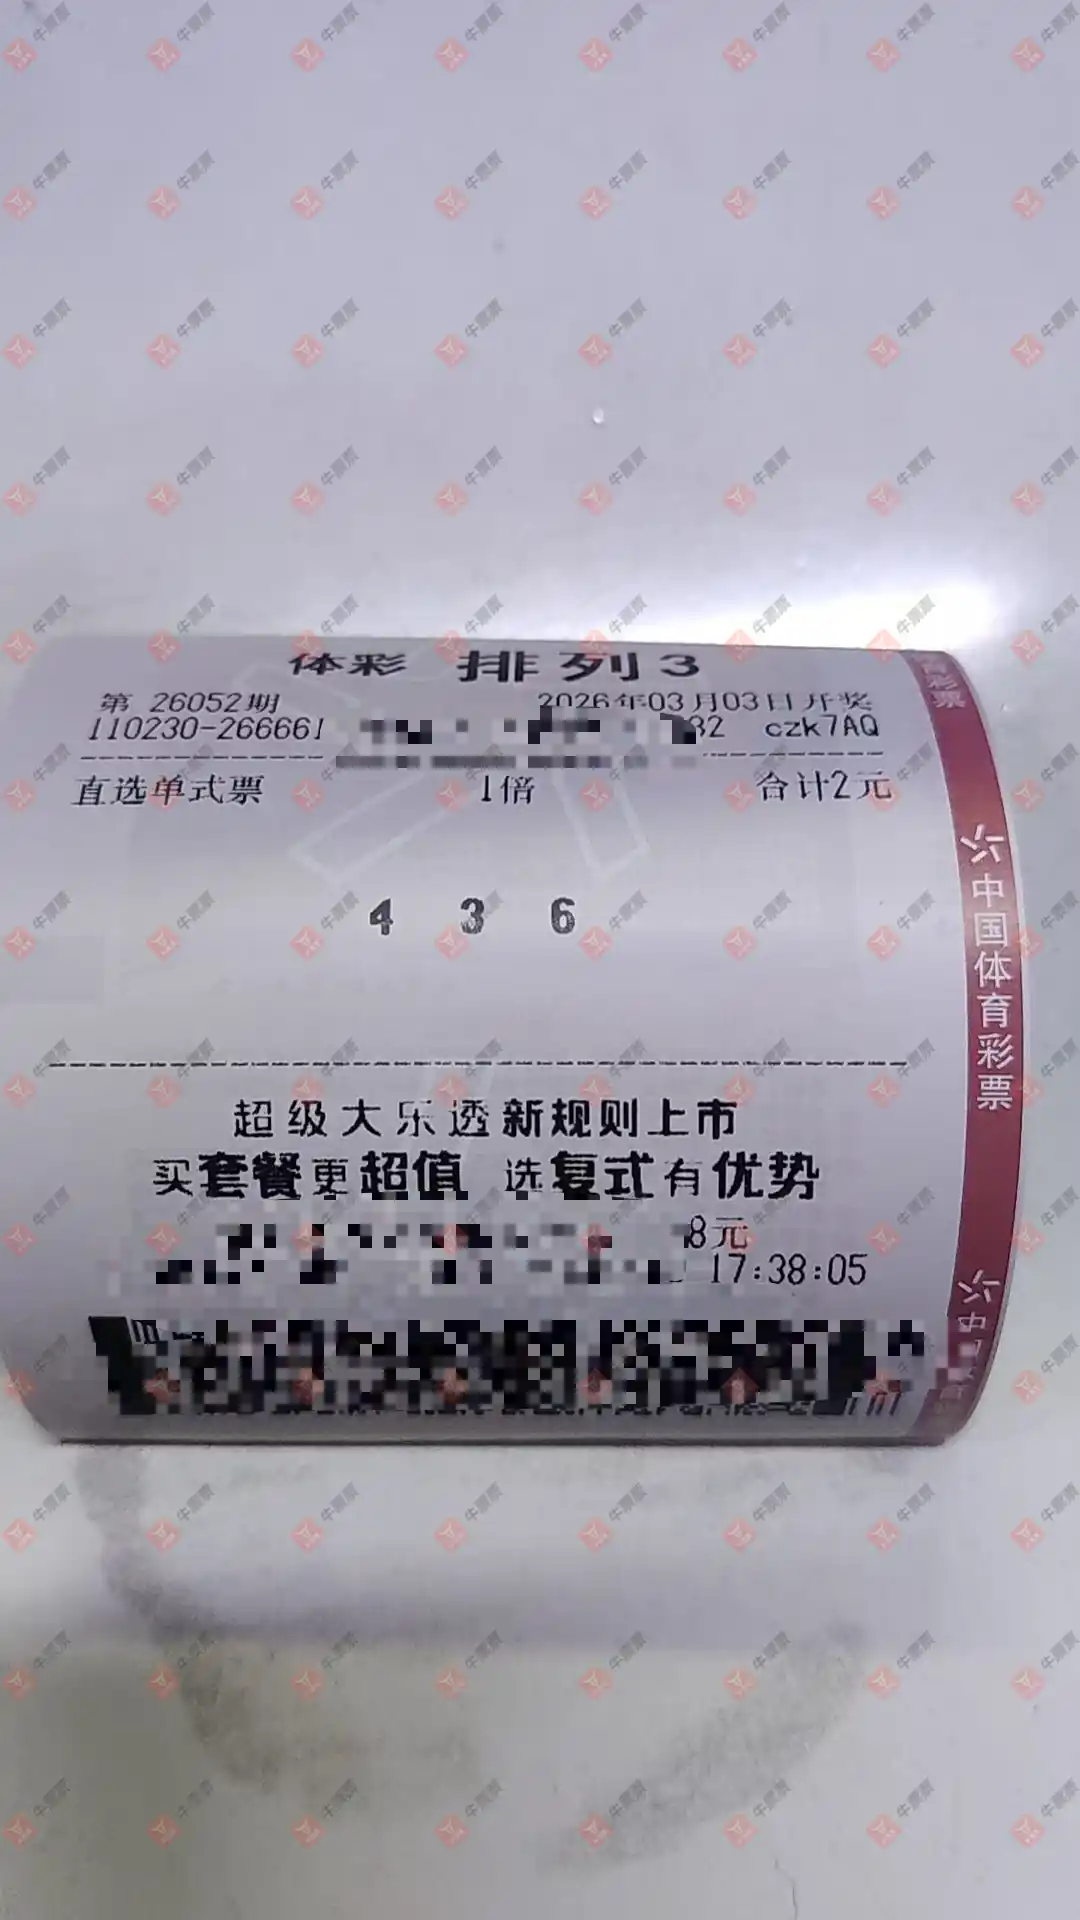 体彩 排列3
第 26052期 2026年03月03日开奖
110230-266661 32 czk7AQ
直选单式票 1倍 合计2元
4 3 6
超级大乐透新规则上市
买套餐更超值 选复式有优势
8元
17:38:05
中国体育彩票
牛票票